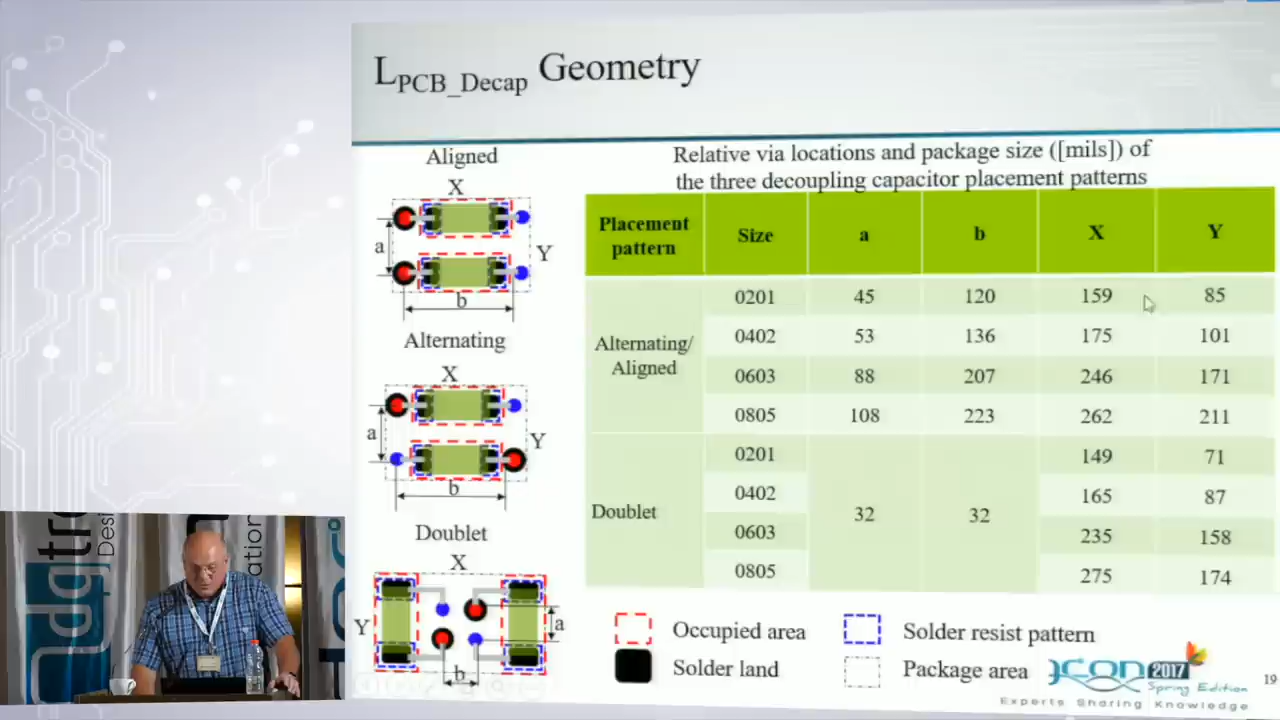 L_PCB_Decap Geometry
Aligned
X
a
Y
b
Alternating
X
a
Y
b
Doublet
X
Y
a
b
Relative via locations and package size ([mils]) of
the three decoupling capacitor placement patterns
Placement pattern Size a b X Y
Alternating/
Aligned
0201 45 120 159 85
0402 53 136 175 101
0603 88 207 246 171
0805 108 223 262 211
Doublet
32 32
0201 149 71
0402 165 87
0603 235 158
0805 275 174
Occupied area
Solder resist pattern
Solder land
Package area
2017
Spring Edition
Experts Sharing Knowledge
19